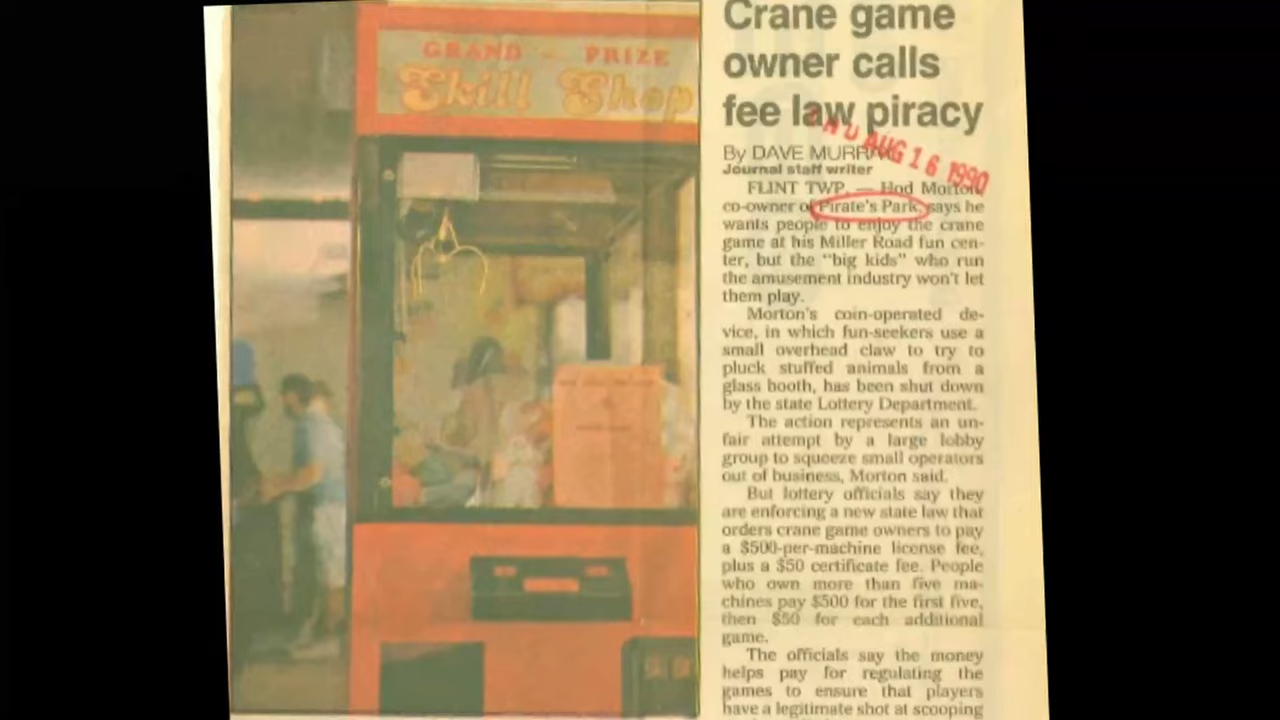 GRAND - PRIZE
Skill Shop
Crane game
owner calls
fee law piracy
AUG 16 1990
By DAVE MURRAY
Journal staff writer
FLINT TWP. — Hod Morton,
co-owner of Pirate's Park, says he
wants people to enjoy the crane
game at his Miller Road fun cen-
ter, but the "big kids" who run
the amusement industry won't let
them play.
Morton's coin-operated de-
vice, in which fun-seekers use a
small overhead claw to try to
pluck stuffed animals from a
glass booth, has been shut down
by the state Lottery Department.
The action represents an un-
fair attempt by a large lobby
group to squeeze small operators
out of business, Morton said.
But lottery officials say they
are enforcing a new state law that
orders crane game owners to pay
a $500-per-machine license fee,
plus a $50 certificate fee. People
who own more than five ma-
chines pay $500 for the first five,
then $50 for each additional
game.
The officials say the money
helps pay for regulating the
games to ensure that players
have a legitimate shot at scooping